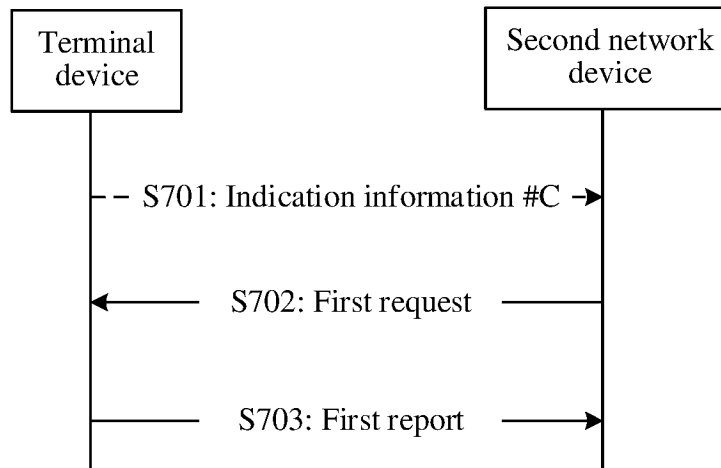 Terminal
device
Second network
device
S701: Indication information #C
S702: First request
S703: First report